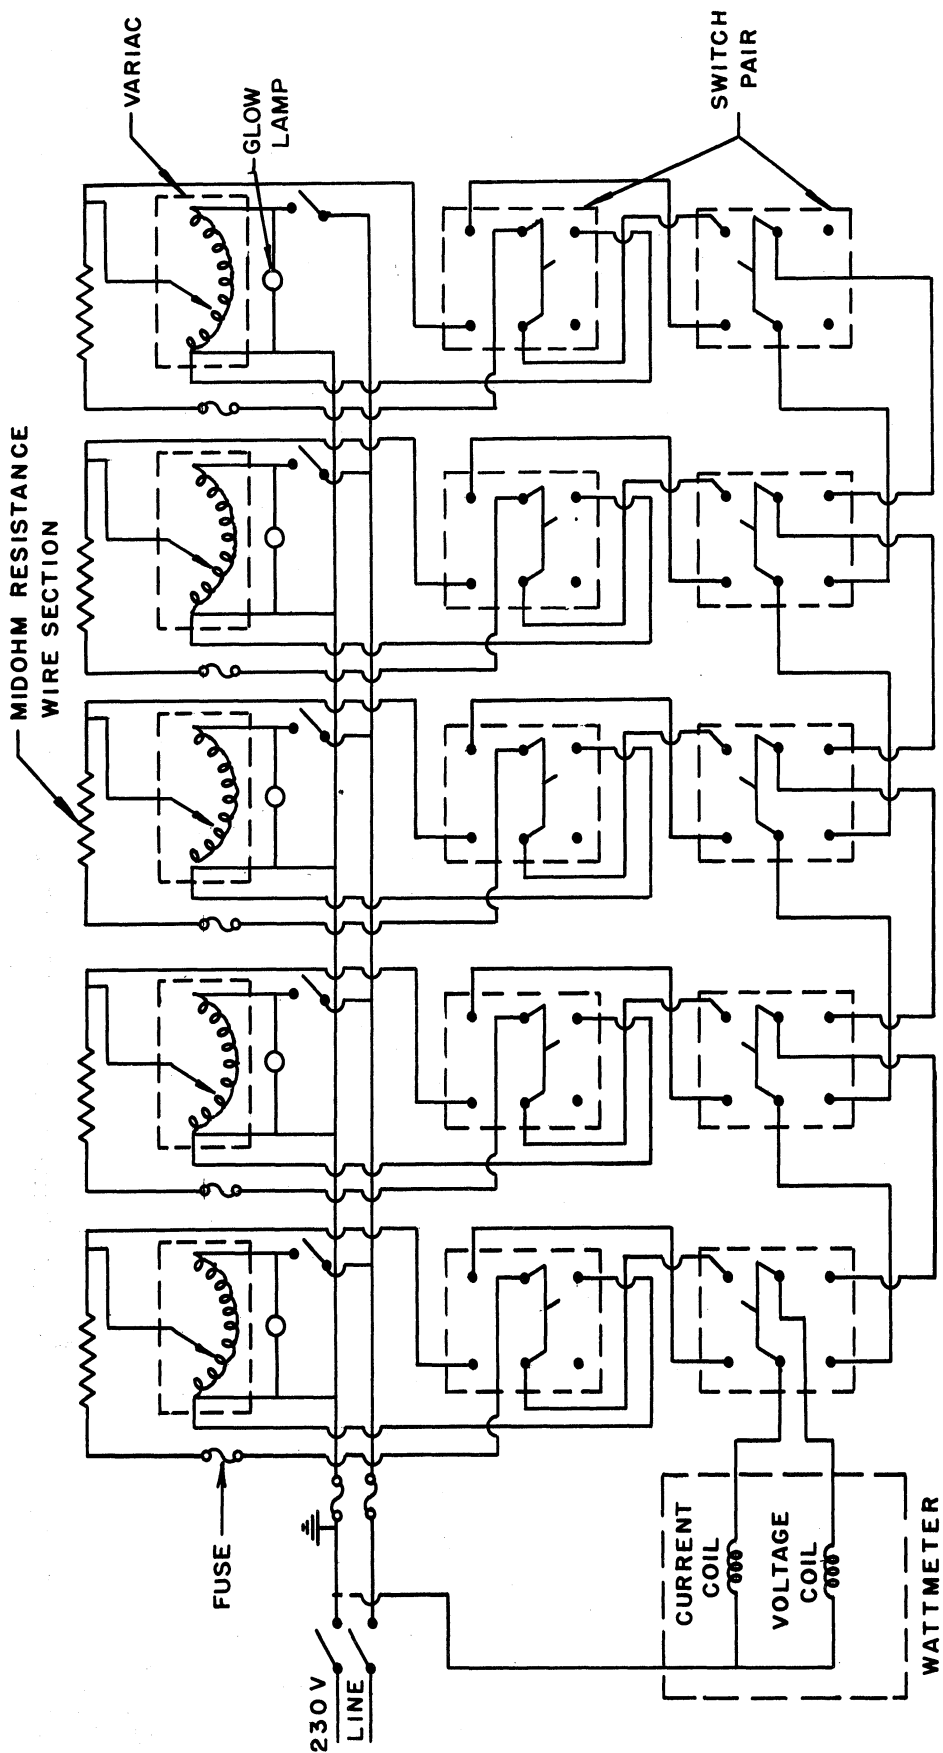 MIDOHM RESISTANCE
WIRE SECTION
VARIAC
GLOW
LAMP
FUSE
230 V
LINE
SWITCH
PAIR
CURRENT
COIL
VOLTAGE
COIL
WATTMETER